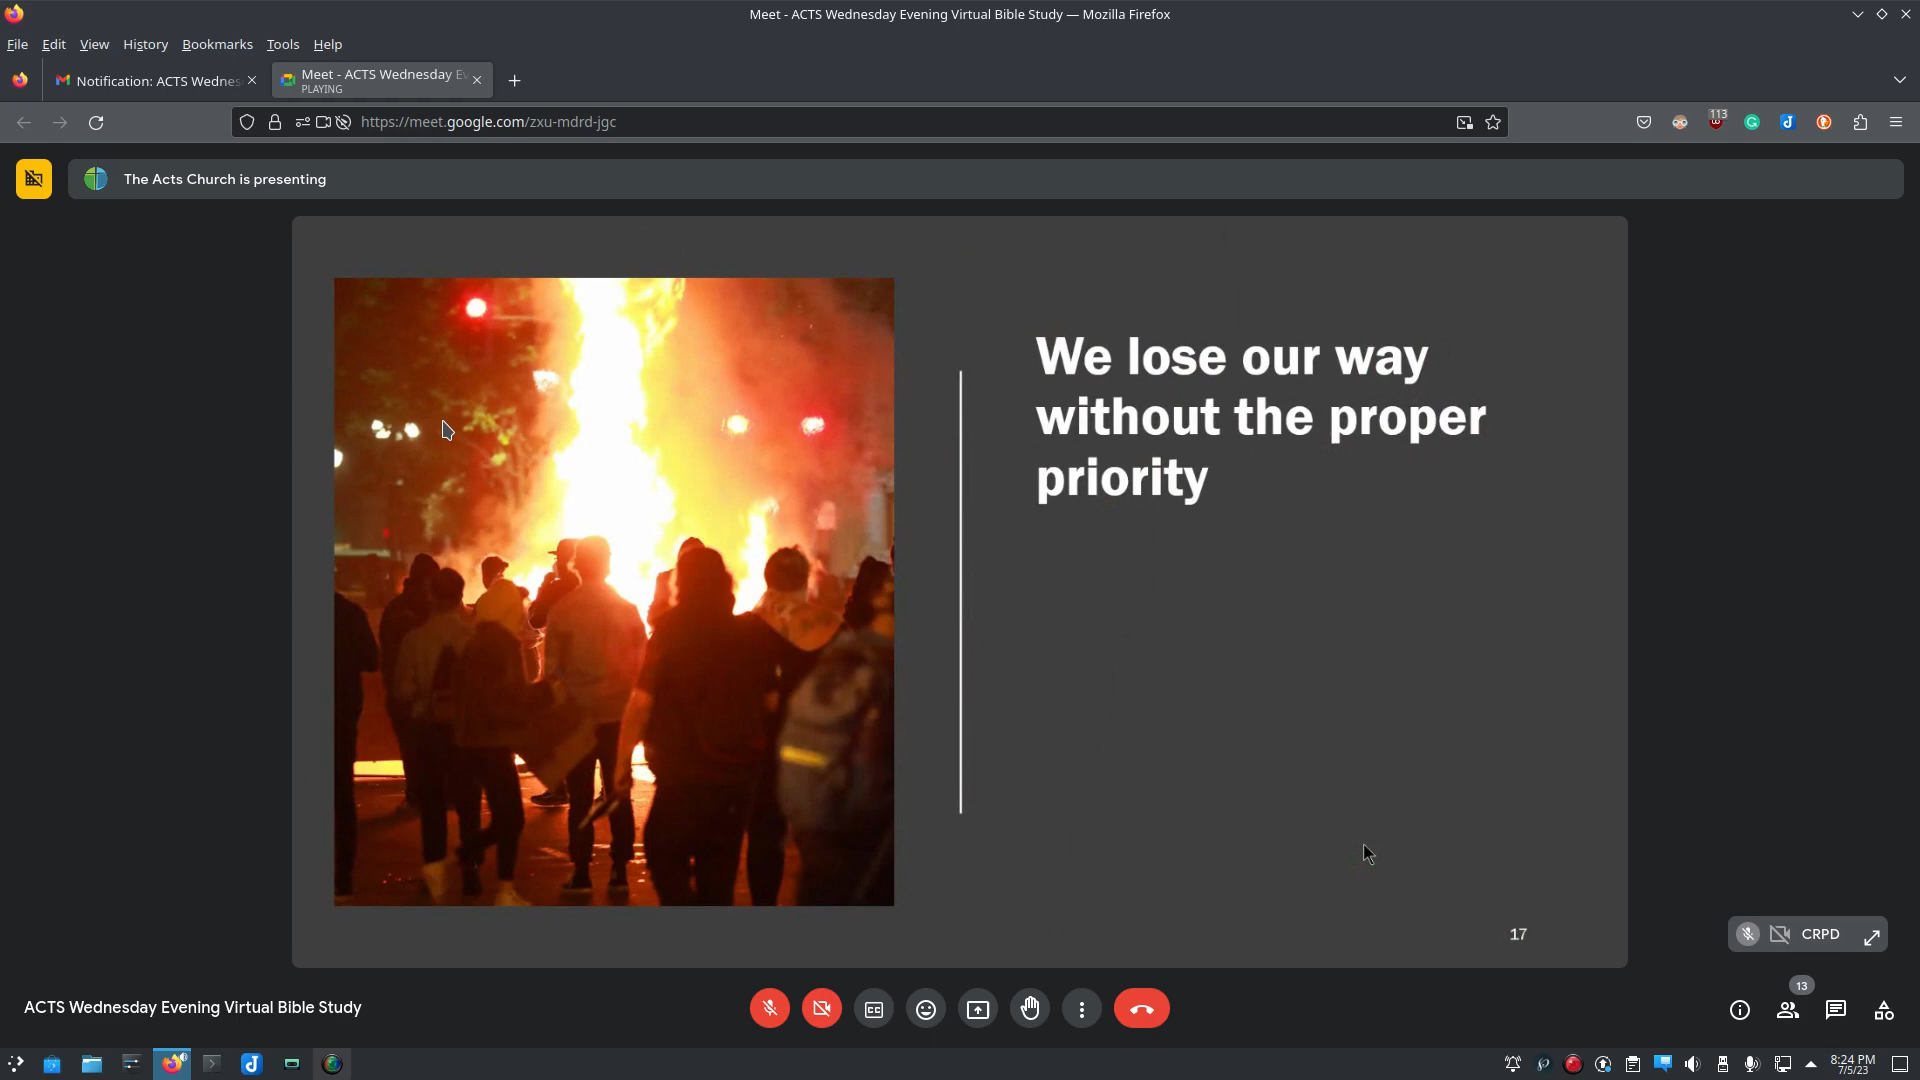 Meet - ACTS Wednesday Evening Virtual Bible Study — Mozilla Firefox
File Edit View History Bookmarks Tools Help
Notification: ACTS Wednes
Meet - ACTS Wednesday Ev
PLAYING
https://meet.google.com/zxu-mdrd-jgc
113
The Acts Church is presenting
We lose our way
without the proper
priority
17
CRPD
ACTS Wednesday Evening Virtual Bible Study
13
8:24 PM
7/5/23